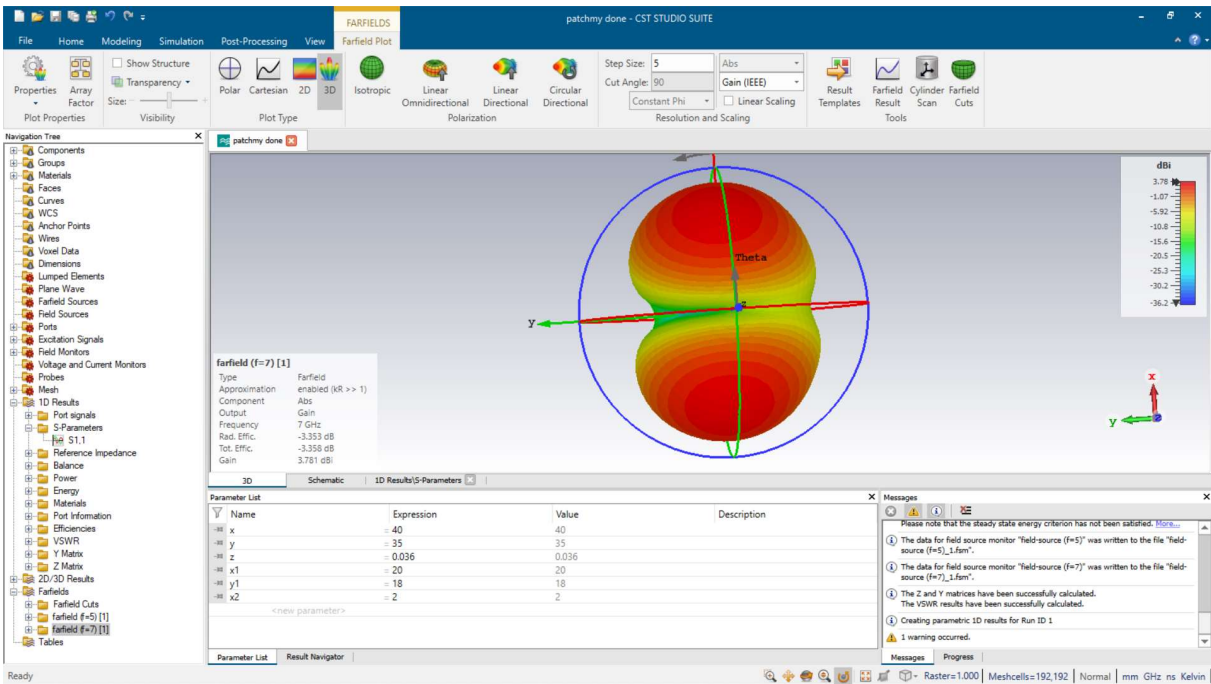 FARFIELDS
patchmy done - CST STUDIO SUITE
File Home Modeling Simulation Post-Processing View Farfield Plot
Properties
Array Factor
Show Structure
Transparency
Size:
Polar Cartesian 2D 3D
Isotropic
Linear Omnidirectional
Linear Directional
Circular Directional
Step Size: 5
Cut Angle: 90
Constant Phi
Abs
Gain (IEEE)
Linear Scaling
Result Templates
Farfield Result
Cylinder Scan
Farfield Cuts
Plot Properties Visibility Plot Type Polarization Resolution and Scaling Tools
Navigation Tree
Components
Groups
Materials
Faces
Curves
WCS
Anchor Points
Wires
Voxel Data
Dimensions
Lumped Elements
Plane Wave
Farfield Sources
Field Sources
Ports
Excitation Signals
Field Monitors
Voltage and Current Monitors
Probes
Mesh
1D Results
Port signals
S-Parameters
S1,1
Reference Impedance
Balance
Power
Energy
Materials
Port Information
Efficiencies
VSWR
Y Matrix
Z Matrix
2D/3D Results
Farfields
Farfield Cuts
farfield (f=5) [1]
farfield (f=7) [1]
Tables
patchmy done
Theta
y
z
dBi
3.78
-1.07
-5.92
-10.8
-15.6
-20.5
-25.3
-30.2
-36.2
x
y
farfield (f=7) [1]
Type Farfield
Approximation enabled (kR >> 1)
Component Abs
Output Gain
Frequency 7 GHz
Rad. Effic. -3.353 dB
Tot. Effic. -3.358 dB
Gain 3.781 dBi
3D Schematic 1D Results\S-Parameters
Parameter List
Name Expression Value Description
x = 40 40
y = 35 35
z = 0.036 0.036
x1 = 20 20
y1 = 18 18
x2 = 2 2
<new parameter>
Parameter List Result Navigator
Messages
Please note that the steady state energy criterion has not been satisfied. More...
The data for field source monitor "field-source (f=5)" was written to the file "field-
source (f=5)_1.fsm".
The data for field source monitor "field-source (f=7)" was written to the file "field-
source (f=7)_1.fsm".
The Z and Y matrices have been successfully calculated.
The VSWR results have been successfully calculated.
Creating parametric 1D results for Run ID 1
1 warning occurred.
Messages Progress
Ready
Raster=1.000 Meshcells=192,192 Normal mm GHz ns Kelvin